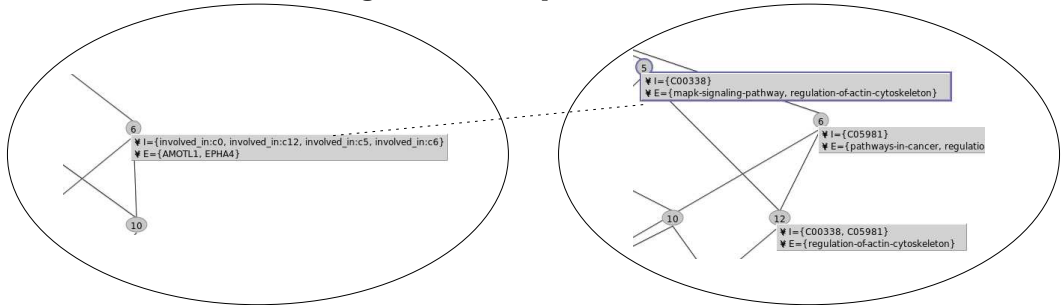 6
¥ I={involved_in:c0, involved_in:c12, involved_in:c5, involved_in:c6}
¥ E={AMOTL1, EPHA4}
10
5
¥ I={C00338}
¥ E={mapk-signaling-pathway, regulation-of-actin-cytoskeleton}
6
¥ I={C05981}
¥ E={pathways-in-cancer, regulatio
10
12
¥ I={C00338, C05981}
¥ E={regulation-of-actin-cytoskeleton}